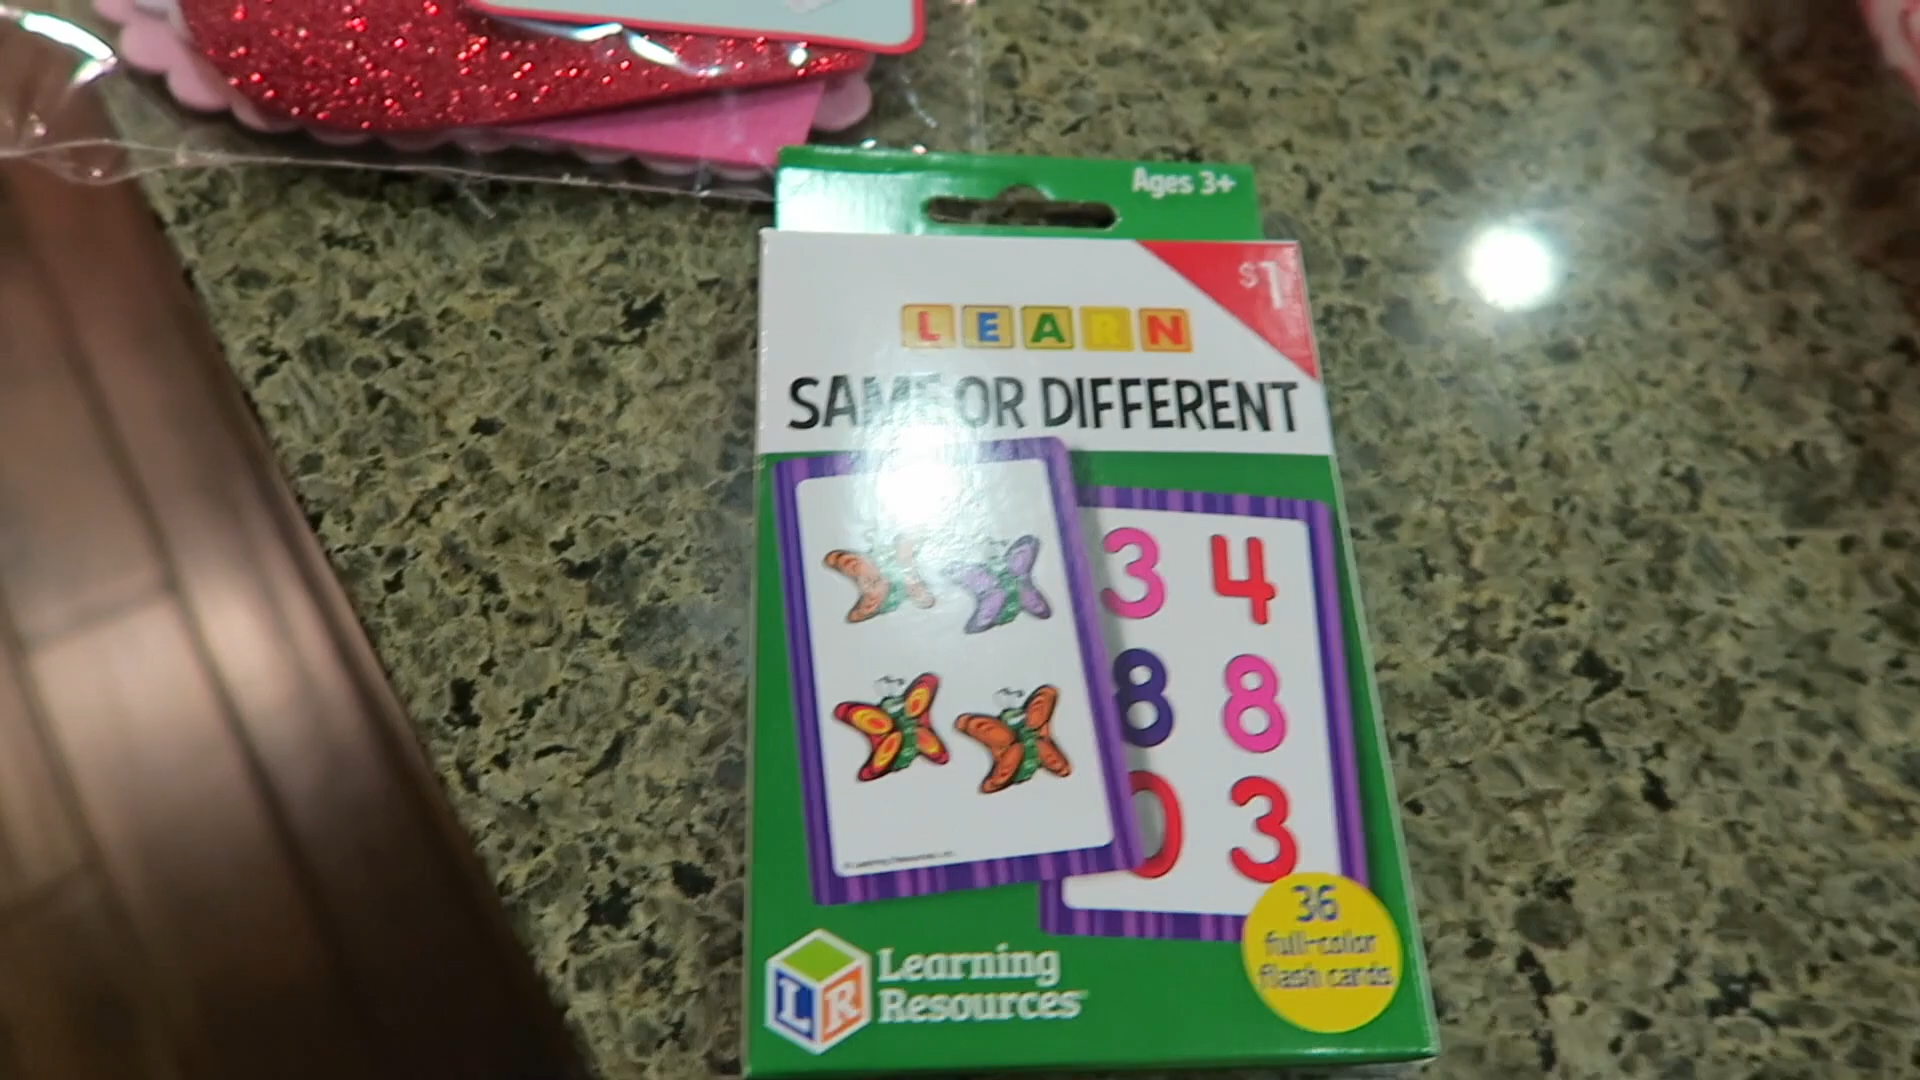 Ages 3+
$1
LEARN
SAME OR DIFFERENT
3 4
8 8
0 3
36
full-color
flash cards
LR
Learning
Resources